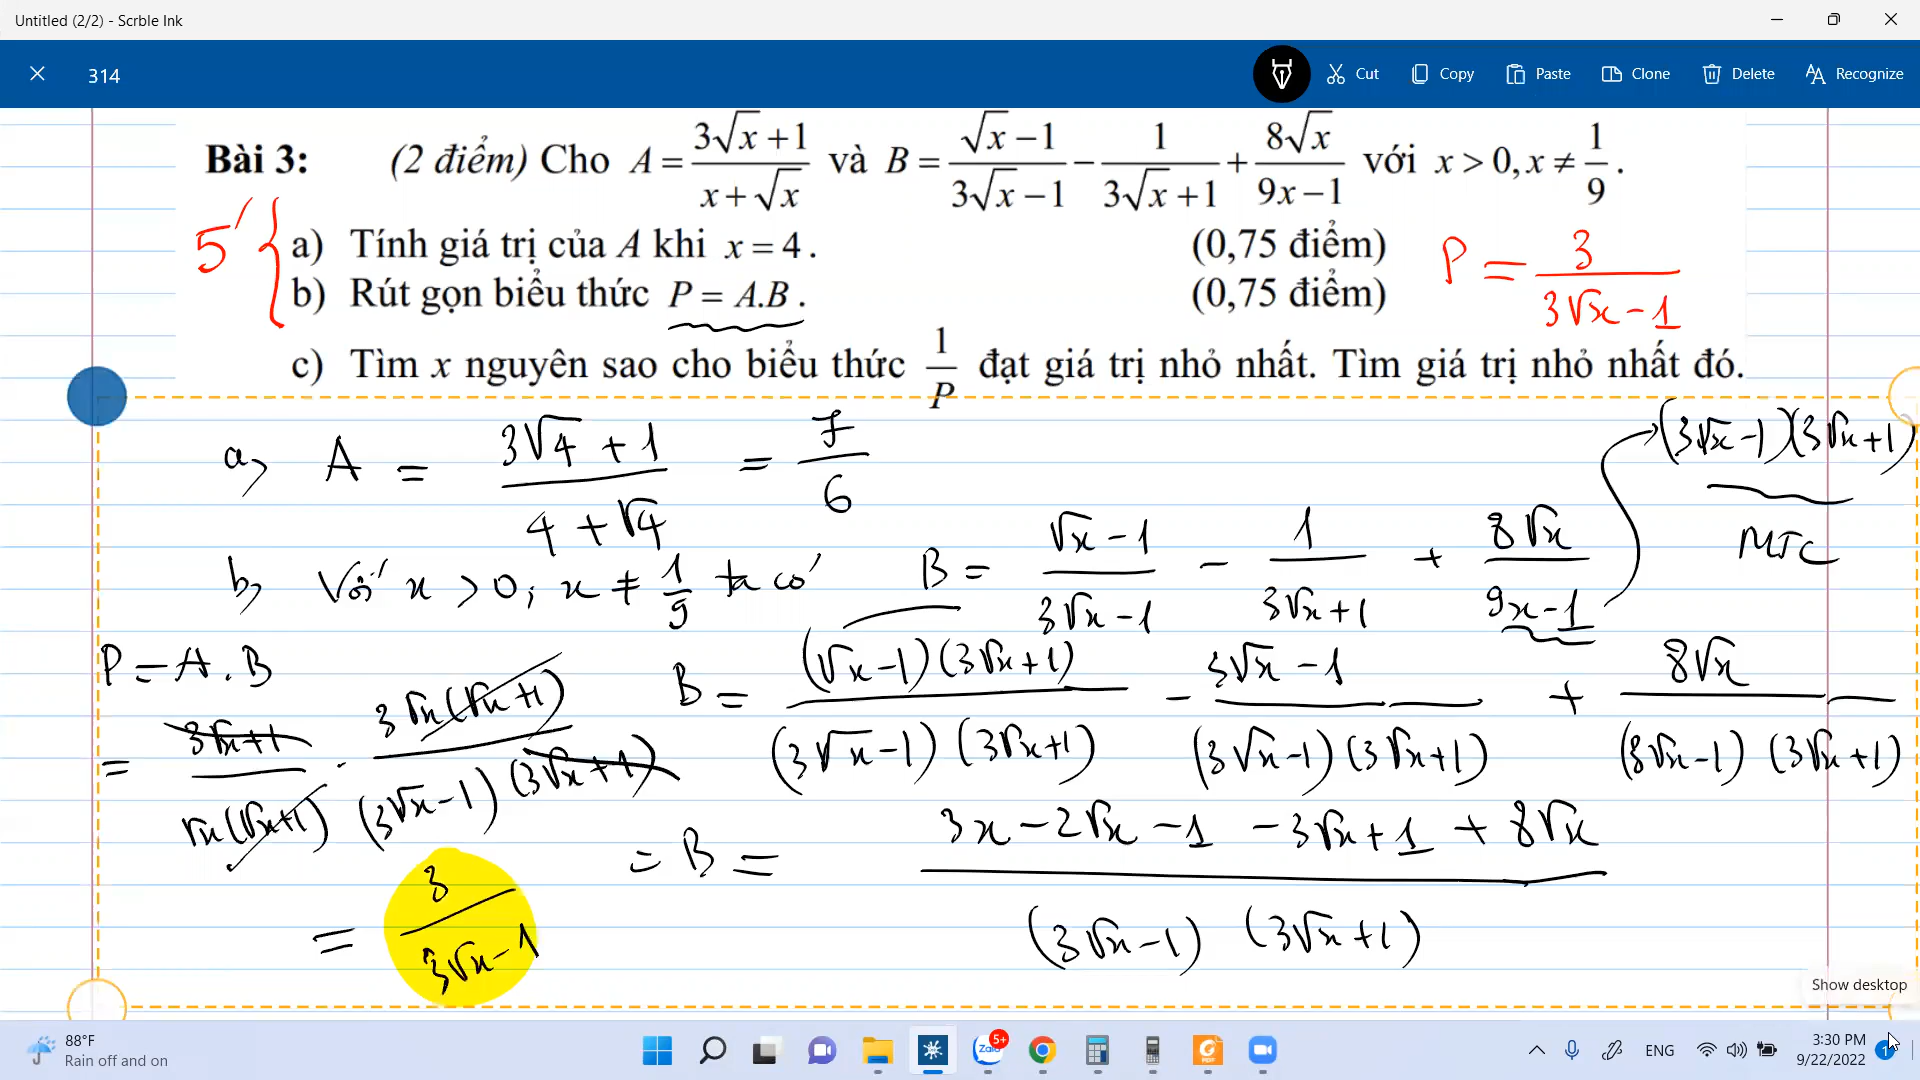 Untitled (2/2) - Scrble Ink
314
Cut
Copy
Paste
Clone
Delete
Recognize
Bài 3: (2 điểm) Cho A = (3√x + 1)/(x + √x) và B = (√x − 1)/(3√x − 1) − 1/(3√x + 1) + 8√x/(9x − 1) với x > 0, x ≠ 1/9 .
5' { a) Tính giá trị của A khi x = 4 . (0,75 điểm)
b) Rút gọn biểu thức P = A.B . (0,75 điểm)
P = 3/(3√x − 1)
c) Tìm x nguyên sao cho biểu thức 1/P đạt giá trị nhỏ nhất. Tìm giá trị nhỏ nhất đó.
a, A = (3√4 + 1)/(4 + √4) = 7/6
(3√x − 1)(3√x + 1)
MTC
b, Với x > 0; x ≠ 1/9 ta có B = (√x − 1)/(3√x − 1) − 1/(3√x + 1) + 8√x/(9x − 1)
B = (√x − 1)(3√x + 1)/((3√x − 1)(3√x + 1)) − (3√x − 1)/((3√x − 1)(3√x + 1)) + 8√x/((3√x − 1)(3√x + 1))
= B = (3x − 2√x − 1 − 3√x + 1 + 8√x)/((3√x − 1)(3√x + 1))
P = A . B
= (3√x + 1)/(√x(√x + 1)) . 3√x(√x + 1)/((3√x − 1)(3√x + 1))
= 3/(3√x − 1)
Show desktop
88°F
Rain off and on
Zalo
5+
PDF
ENG
3:30 PM
9/22/2022
1